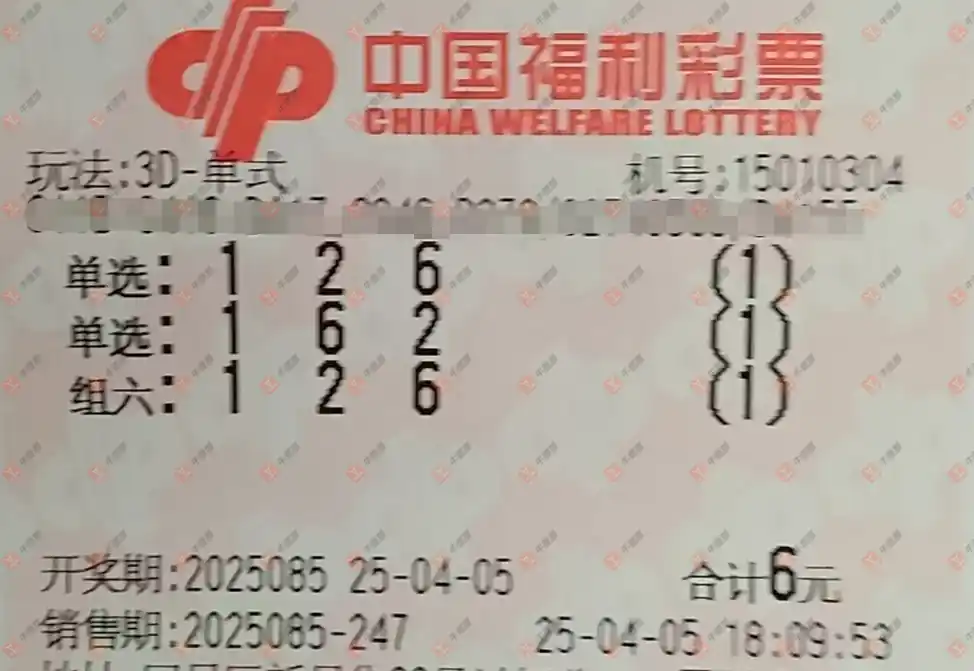 中国福利彩票
CHINA WELFARE LOTTERY
玩法:3D-单式 机号:15010304
单选: 1 2 6 (1)
单选: 1 6 2 (1)
组六: 1 2 6 (1)
开奖期:2025085 25-04-05 合计6元
销售期:2025085-247 25-04-05 18:09:53